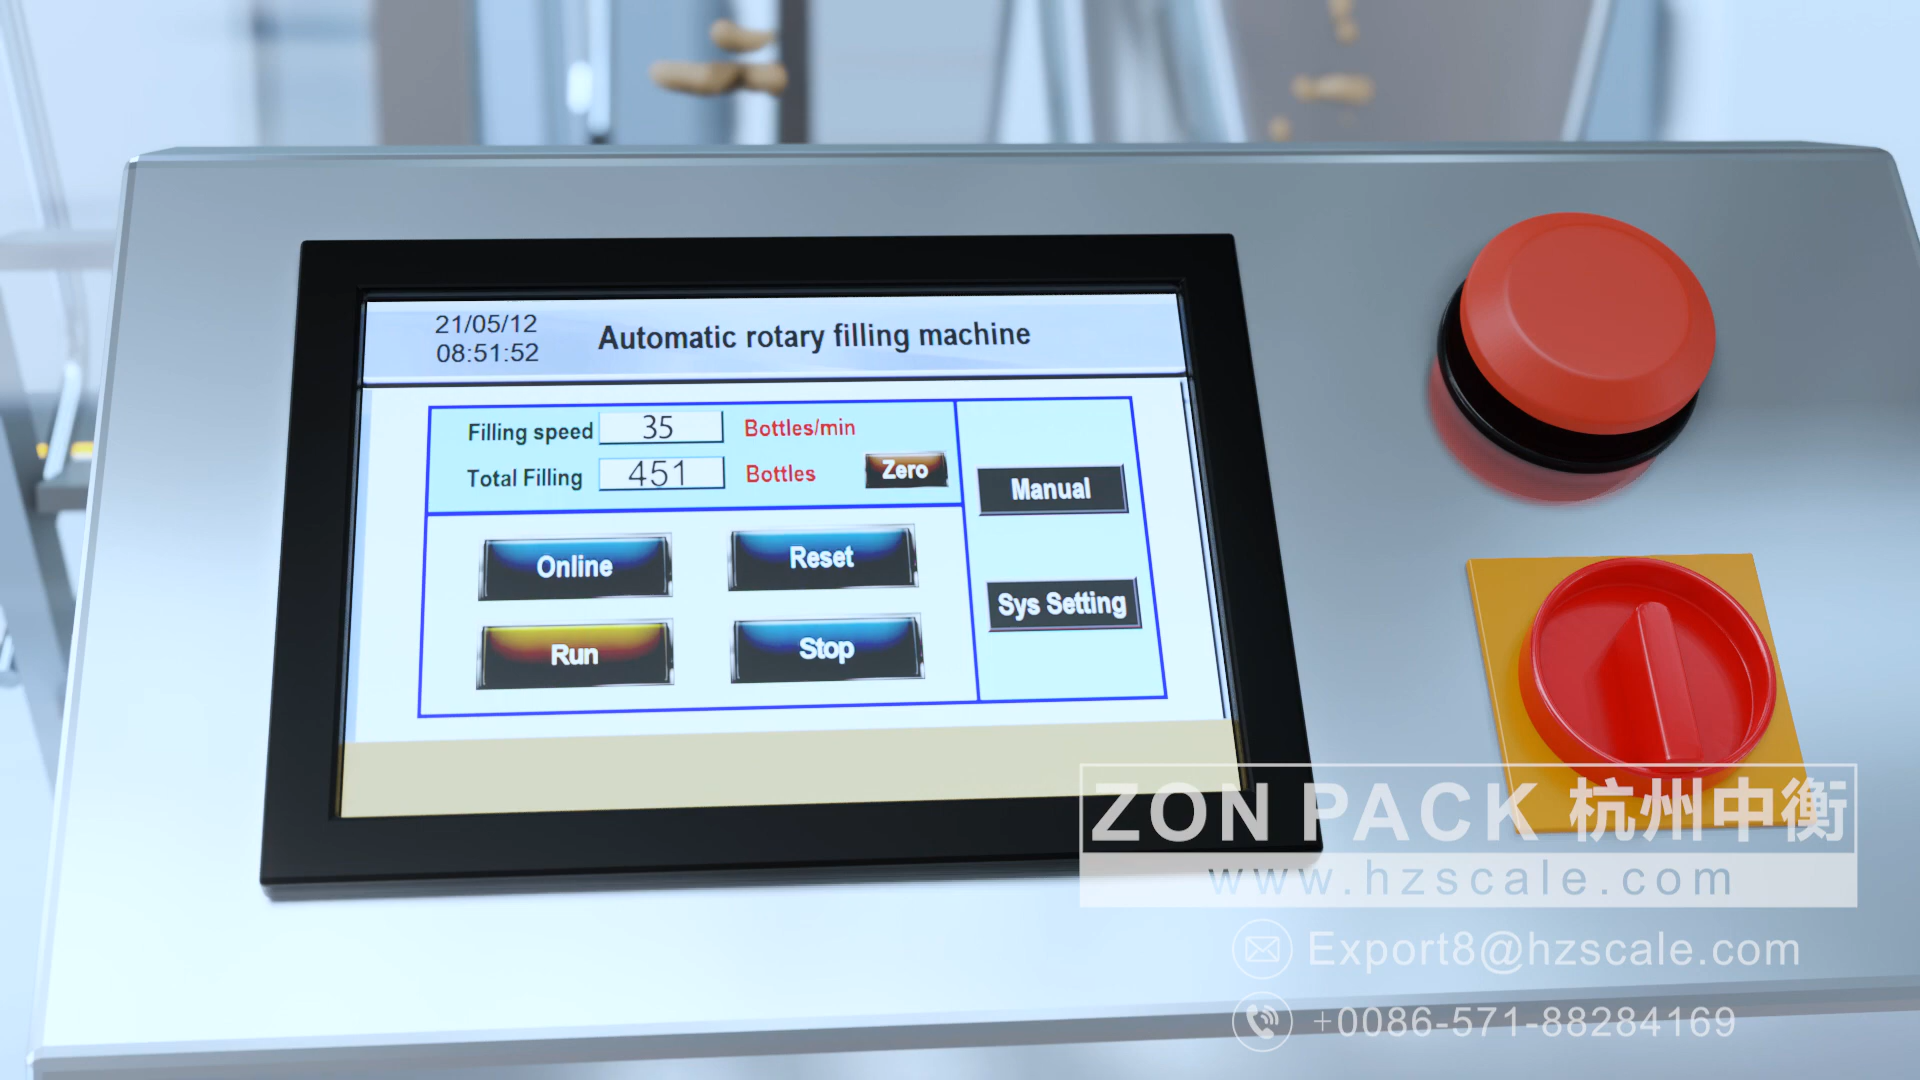 21/05/12
08:51:52
Automatic rotary filling machine
Filling speed 35 Bottles/min
Total Filling 451 Bottles Zero
Manual
Online Reset
Sys Setting
Run Stop
ZON PACK 杭州中衡
www.hzscale.com
Export8@hzscale.com
+0086-571-88284169